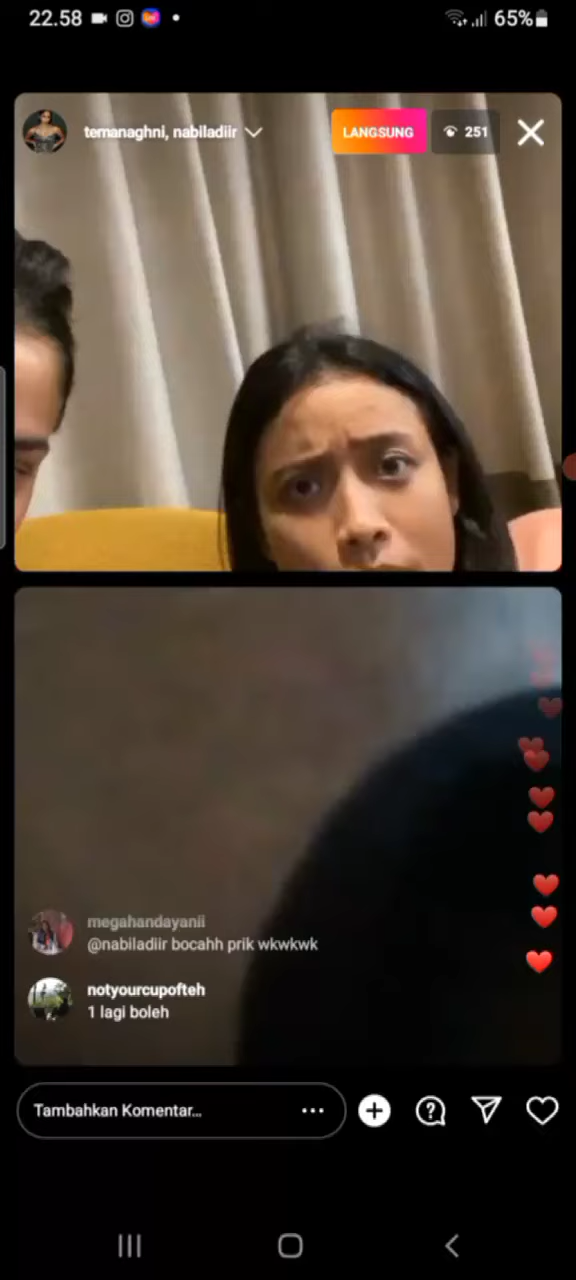 22.58
65%
temanaghni, nabiladiir
LANGSUNG
251
megahandayanii
@nabiladiir bocahh prik wkwkwk
notyourcupofteh
1 lagi boleh
Tambahkan Komentar...